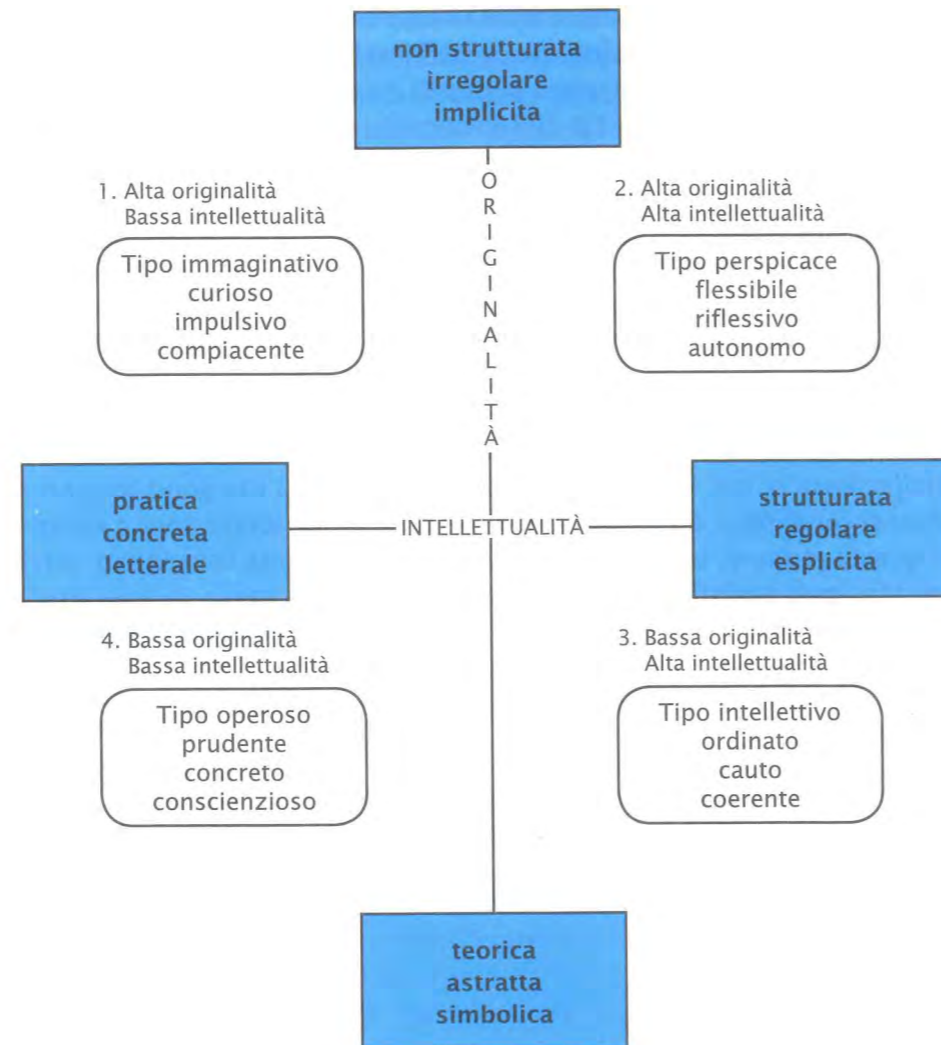 non strutturata
irregolare
implicita
1. Alta originalità
Bassa intellettualità
Tipo immaginativo
curioso
impulsivo
compiacente
ORIGINALITÀ
2. Alta originalità
Alta intellettualità
Tipo perspicace
flessibile
riflessivo
autonomo
pratica
concreta
letterale
INTELLETTUALITÀ
strutturata
regolare
esplicita
4. Bassa originalità
Bassa intellettualità
Tipo operoso
prudente
concreto
conscienzioso
3. Bassa originalità
Alta intellettualità
Tipo intellettivo
ordinato
cauto
coerente
teorica
astratta
simbolica